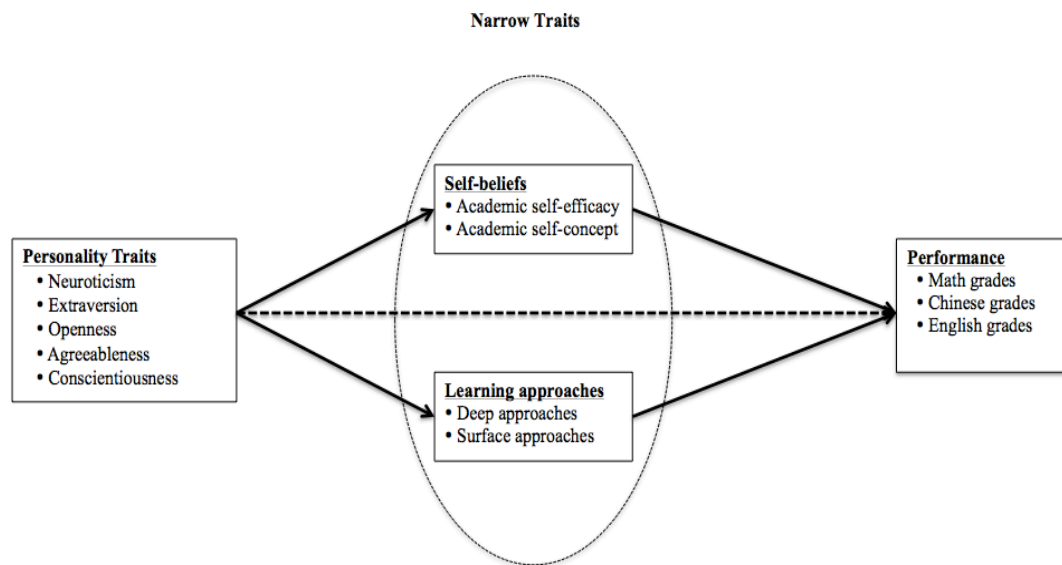 Narrow Traits
Self-beliefs
• Academic self-efficacy
• Academic self-concept
Personality Traits
• Neuroticism
• Extraversion
• Openness
• Agreeableness
• Conscientiousness
Performance
• Math grades
• Chinese grades
• English grades
Learning approaches
• Deep approaches
• Surface approaches